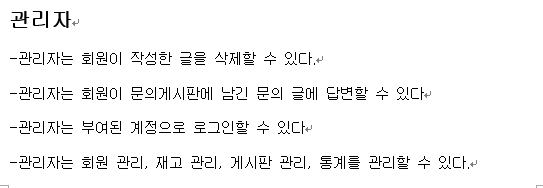 관리자
-관리자는 회원이 작성한 글을 삭제할 수 있다.
-관리자는 회원이 문의게시판에 남긴 문의 글에 답변할 수 있다
-관리자는 부여된 계정으로 로그인할 수 있다
-관리자는 회원 관리, 재고 관리, 게시판 관리, 통계를 관리할 수 있다.